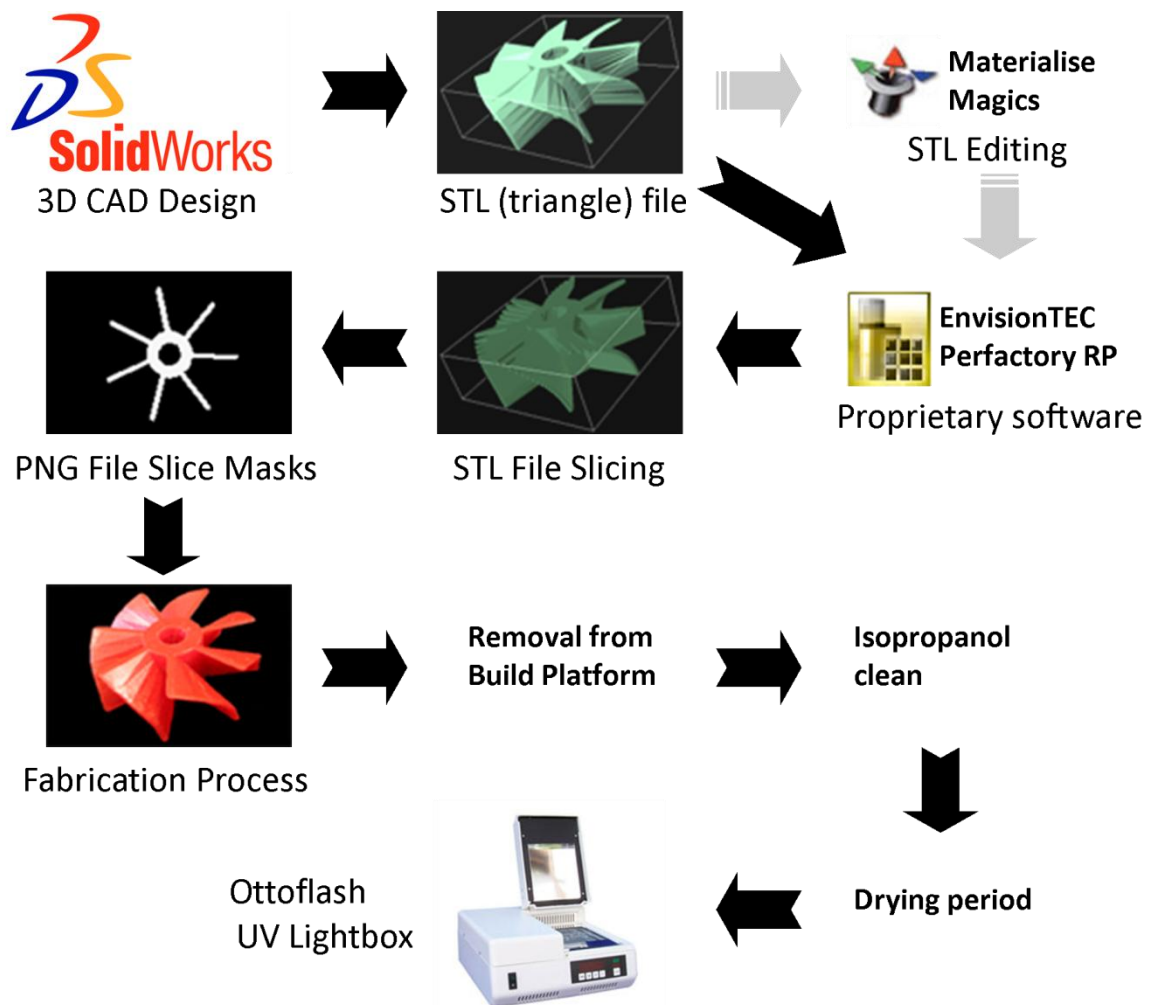 SolidWorks
3D CAD Design
STL (triangle) file
Materialise
Magics
STL Editing
EnvisionTEC
Perfactory RP
Proprietary software
STL File Slicing
PNG File Slice Masks
Fabrication Process
Removal from
Build Platform
Isopropanol
clean
Drying period
Ottoflash
UV Lightbox